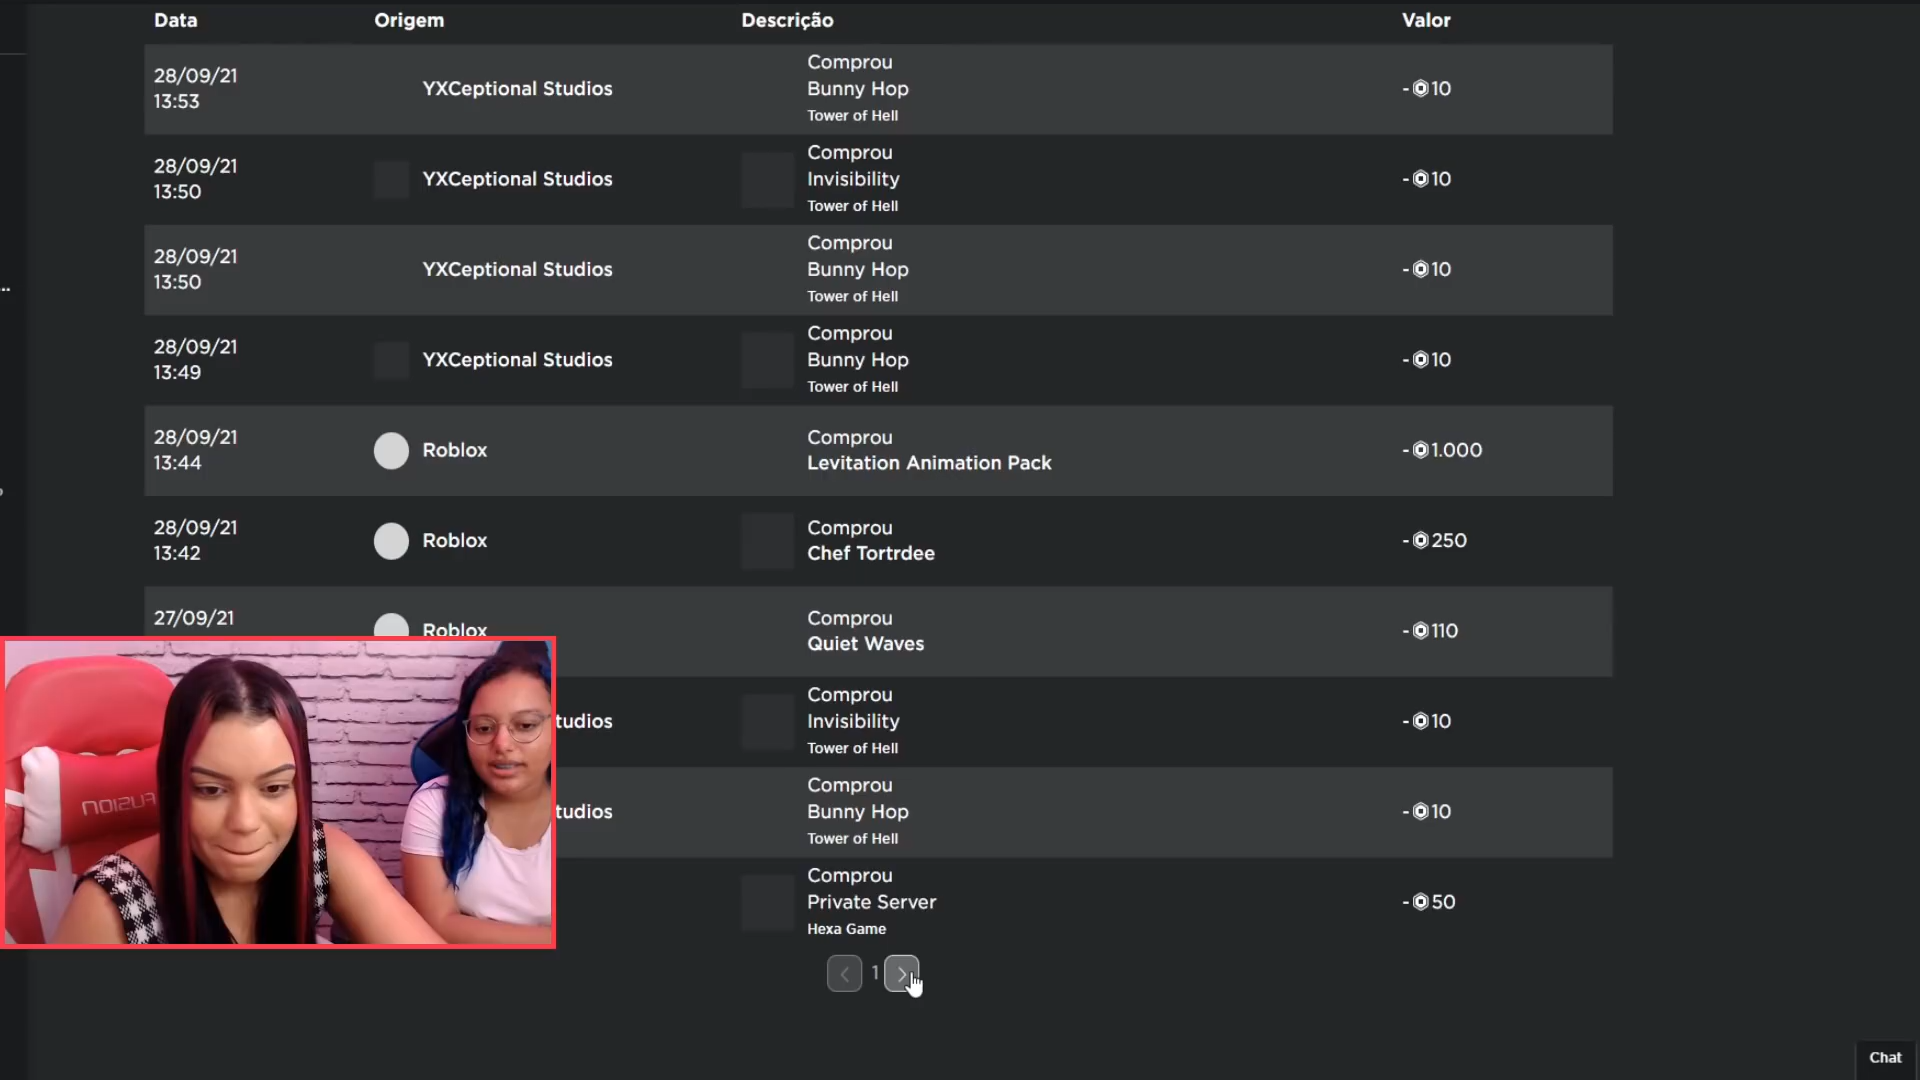 Data Origem Descrição Valor
28/09/21
13:53
YXCeptional Studios
Comprou
Bunny Hop
Tower of Hell
-10
28/09/21
13:50
YXCeptional Studios
Comprou
Invisibility
Tower of Hell
-10
28/09/21
13:50
YXCeptional Studios
Comprou
Bunny Hop
Tower of Hell
-10
28/09/21
13:49
YXCeptional Studios
Comprou
Bunny Hop
Tower of Hell
-10
28/09/21
13:44
Roblox
Comprou
Levitation Animation Pack
-1.000
28/09/21
13:42
Roblox
Comprou
Chef Tortrdee
-250
27/09/21
Roblox
Comprou
Quiet Waves
-110
tudios
Comprou
Invisibility
Tower of Hell
-10
tudios
Comprou
Bunny Hop
Tower of Hell
-10
Comprou
Private Server
Hexa Game
-50
1
Chat
FUSION
...